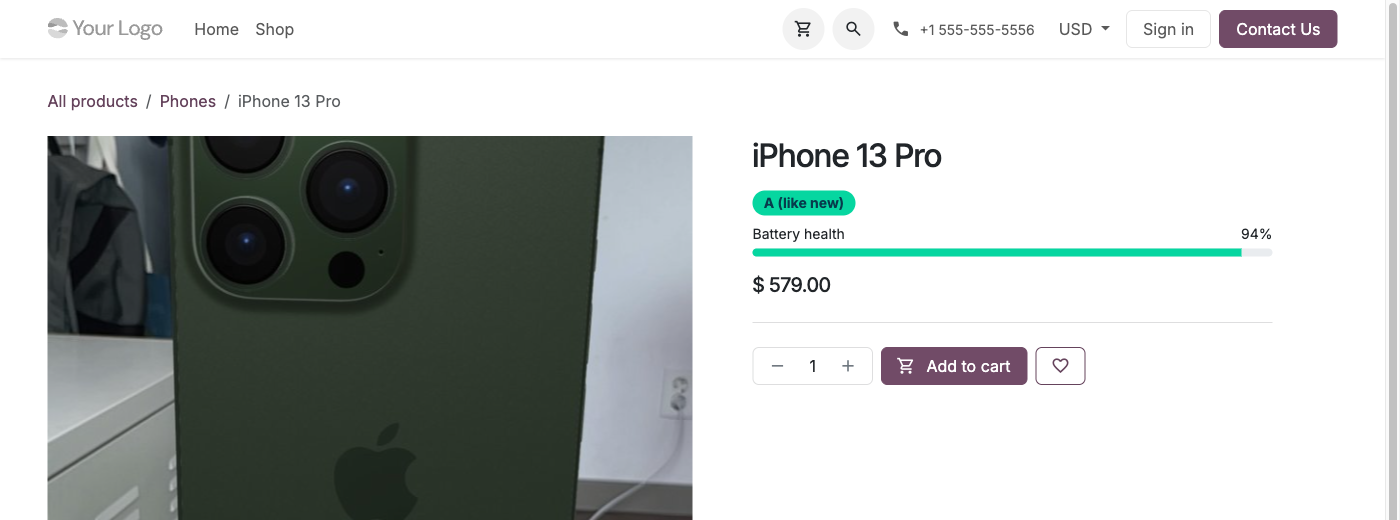 Your Logo Home Shop +1 555-555-5556 USD Sign in Contact Us
All products / Phones / iPhone 13 Pro
iPhone 13 Pro
A (like new)
Battery health 94%
$ 579.00
1 Add to cart